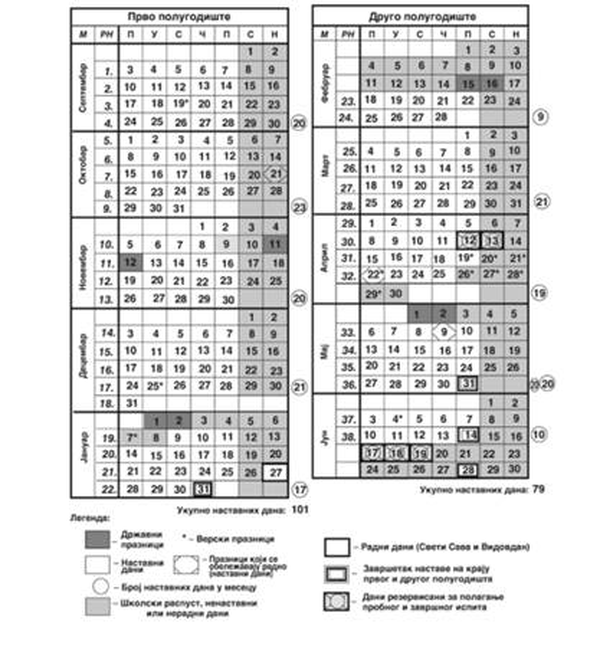 Прво полугодиште
М РН П У С Ч П С Н
Септембар
1 2
1. 3 4 5 6 7 8 9
2. 10 11 12 13 14 15 16
3. 17 18 19* 20 21 22 23
4. 24 25 26 27 28 29 30 20
Октобар
5. 1 2 3 4 5 6 7
6. 8 9 10 11 12 13 14
7. 15 16 17 18 19 20 21
8. 22 23 24 25 26 27 28
9. 29 30 31 23
Новембар
1 2 3 4
10. 5 6 7 8 9 10 11
11. 12 13 14 15 16 17 18
12. 19 20 21 22 23 24 25
13. 26 27 28 29 30 20
Децембар
1 2
14. 3 4 5 6 7 8 9
15. 10 11 12 13 14 15 16
16. 17 18 19 20 21 22 23
17. 24 25* 26 27 28 29 30 21
18. 31
Јануар
1 2 3 4 5 6
19. 7* 8 9 10 11 12 13
20. 14 15 16 17 18 19 20
21. 21 22 23 24 25 26 27
22. 28 29 30 31 17
Укупно наставних дана: 101
Друго полугодиште
М РН П У С Ч П С Н
Фебруар
1 2 3
4 5 6 7 8 9 10
11 12 13 14 15 16 17
23. 18 19 20 21 22 23 24
24. 25 26 27 28 9
Март
1 2 3
25. 4 5 6 7 8 9 10
26. 11 12 13 14 15 16 17
27. 18 19 20 21 22 23 24
28. 25 26 27 28 29 30 31 21
Април
29. 1 2 3 4 5 6 7
30. 8 9 10 11 12 13 14
31. 15 16 17 18 19* 20* 21*
32. 22* 23 24 25 26* 27* 28*
29* 30 19
Мај
1 2 3 4 5
33. 6 7 8 9 10 11 12
34. 13 14 15 16 17 18 19
35. 20 21 22 23 24 25 26
36. 27 28 29 30 31 20
Јун
1 2
37. 3 4* 5 6 7 8 9
38. 10 11 12 13 14 15 16 10
17 18 19 20 21 22 23
24 25 26 27 28 29 30
Укупно наставних дана: 79
Легенда:
– Државни празници
– Наставни дани
– Број наставних дана у месецу
– Школски распуст, ненаставни или нерадни дани
* – Верски празници
– Празници који се обележавају радно (наставни дани)
– Радни дани (Свети Сава и Видовдан)
– Завршетак наставе на крају првог и другог полугодишта
– Дани резервисани за полагање пробног и завршног испита